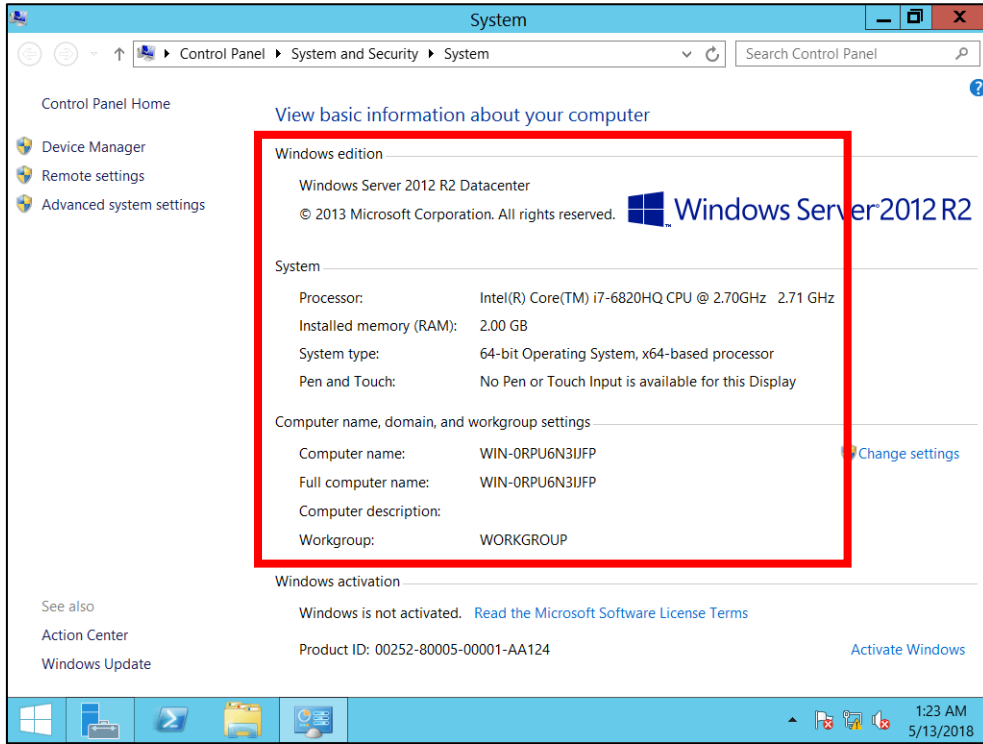 System
Control Panel System and Security System
Search Control Panel
Control Panel Home
Device Manager
Remote settings
Advanced system settings
View basic information about your computer
Windows edition
Windows Server 2012 R2 Datacenter
© 2013 Microsoft Corporation. All rights reserved.
Windows Server 2012 R2
System
Processor: Intel(R) Core(TM) i7-6820HQ CPU @ 2.70GHz 2.71 GHz
Installed memory (RAM): 2.00 GB
System type: 64-bit Operating System, x64-based processor
Pen and Touch: No Pen or Touch Input is available for this Display
Computer name, domain, and workgroup settings
Computer name: WIN-0RPU6N3IJFP
Change settings
Full computer name: WIN-0RPU6N3IJFP
Computer description:
Workgroup: WORKGROUP
Windows activation
Windows is not activated. Read the Microsoft Software License Terms
Product ID: 00252-80005-00001-AA124
Activate Windows
See also
Action Center
Windows Update
1:23 AM
5/13/2018